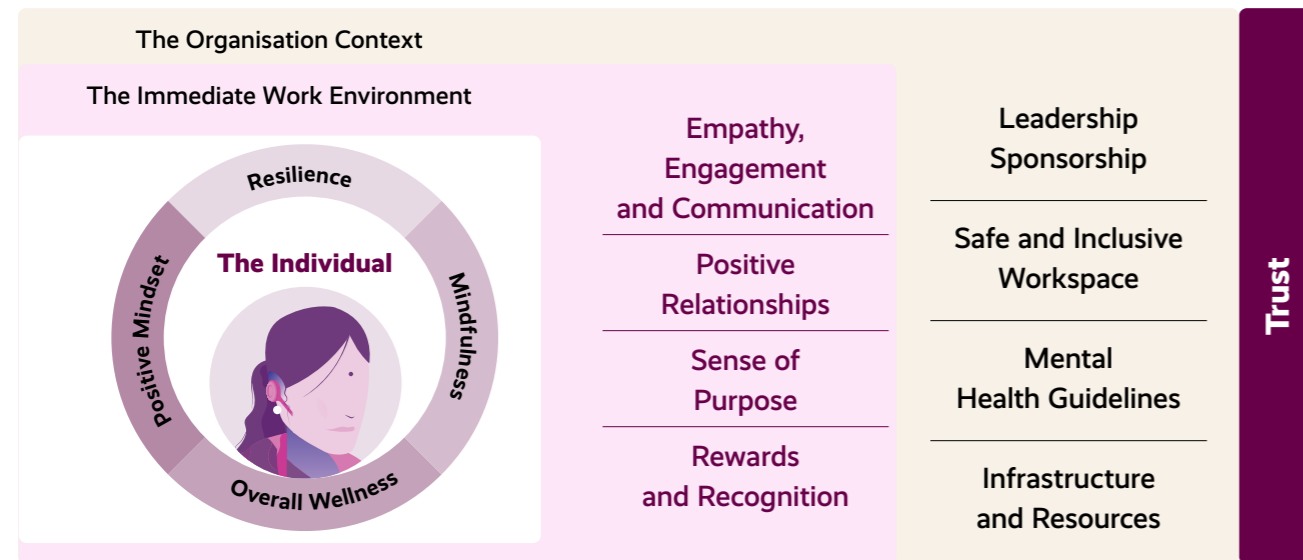 The Organisation Context
The Immediate Work Environment
Resilience
The Individual
Positive Mindset
Mindfulness
Overall Wellness
Empathy,
Engagement
and Communication
Positive
Relationships
Sense of
Purpose
Rewards
and Recognition
Leadership
Sponsorship
Safe and Inclusive
Workspace
Mental
Health Guidelines
Infrastructure
and Resources
Trust